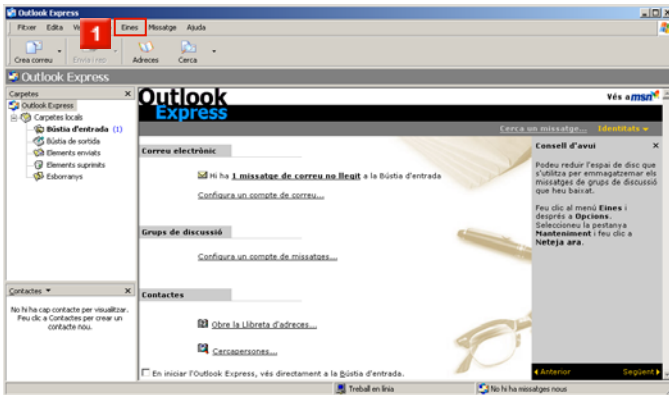 Outlook Express
Fitxer Edita Ve 1 Eines Missatge Ajuda
Crea correu Envia i reb Adreces Cerca
Outlook Express
Carpetes
Outlook Express
Carpetes locals
Bústia d'entrada (1)
Bústia de sortida
Elements enviats
Elements suprimits
Esborranys
Contactes
No hi ha cap contacte per visualitzar.
Feu clic a Contactes per crear un
contacte nou.
Outlook
Express
Vés a msn
Cerca un missatge... Identitats
Correu electrònic
Hi ha 1 missatge de correu no llegit a la Bústia d'entrada
Configura un compte de correu...
Grups de discussió
Configura un compte de missatges...
Contactes
Obre la Llibreta d'adreces...
Cercapersones...
En iniciar l'Outlook Express, vés directament a la Bústia d'entrada.
Consell d'avui
Podeu reduir l'espai de disc que
s'utilitza per emmagatzemar els
missatges de grups de discussió
que heu baixat.
Feu clic al menú Eines i
després a Opcions.
Seleccioneu la pestanya
Manteniment i feu clic a
Neteja ara.
Anterior Següent
Treball en línia
No hi ha missatges nous